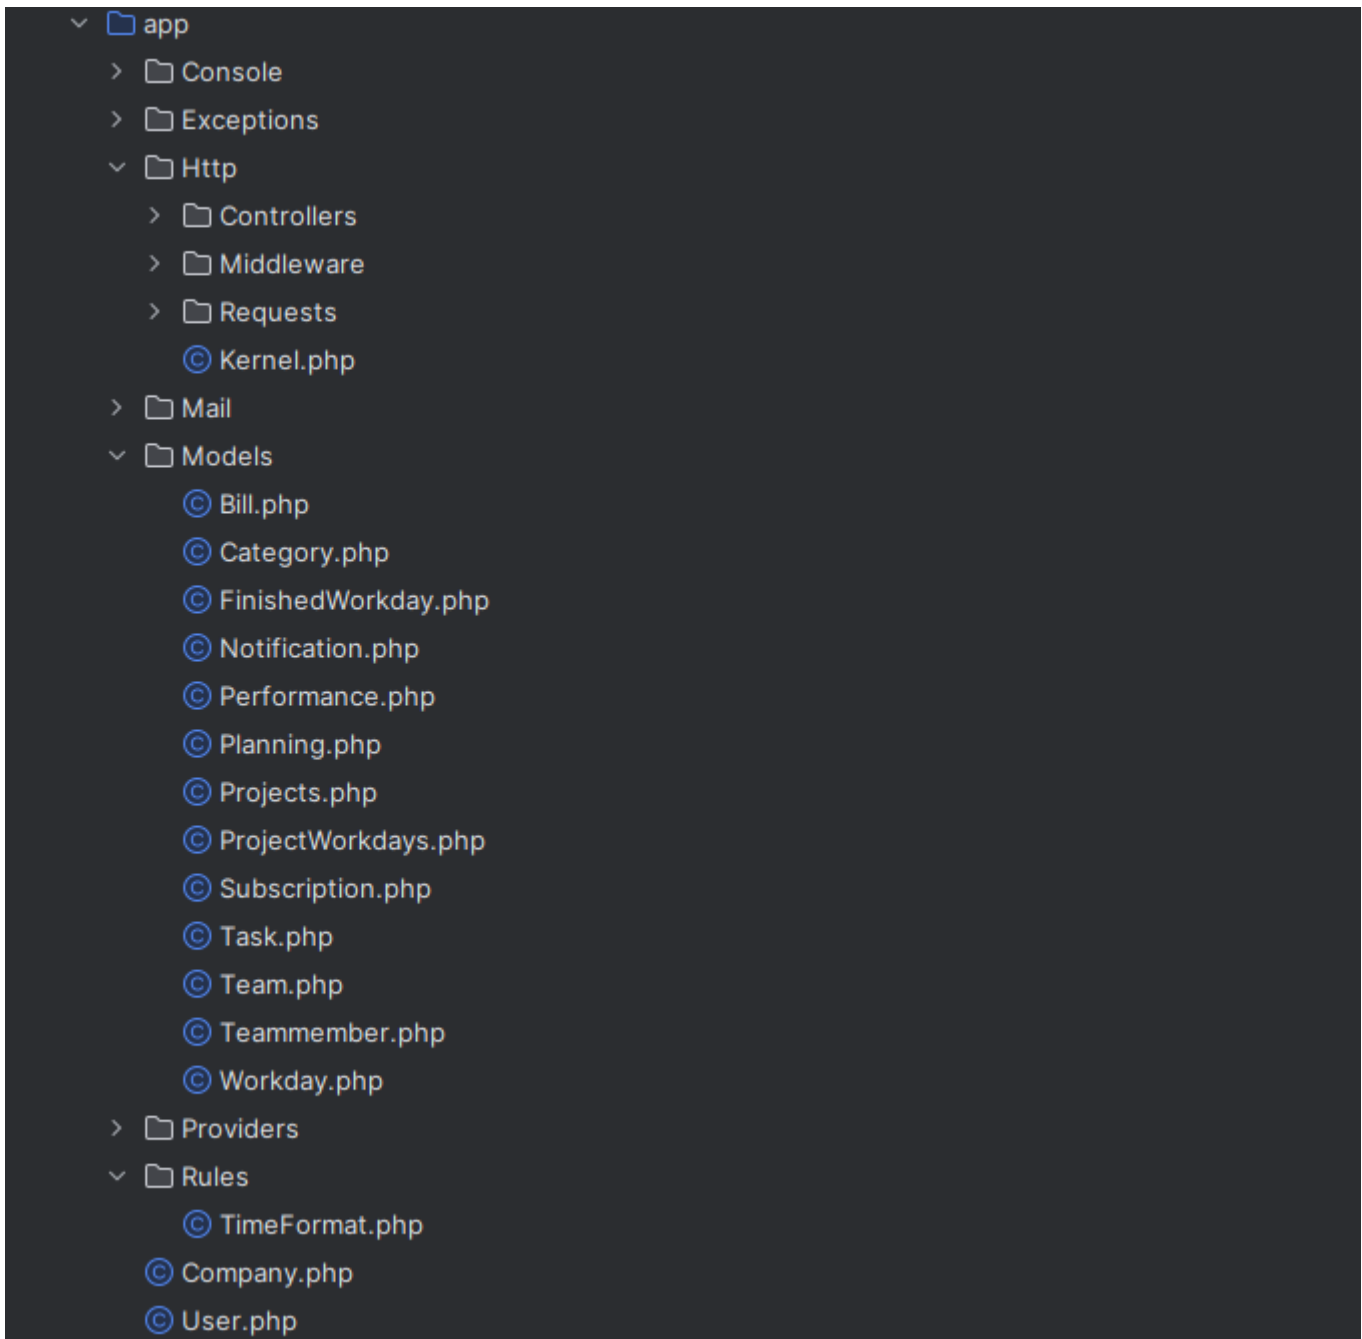 app
Console
Exceptions
Http
Controllers
Middleware
Requests
Kernel.php
Mail
Models
Bill.php
Category.php
FinishedWorkday.php
Notification.php
Performance.php
Planning.php
Projects.php
ProjectWorkdays.php
Subscription.php
Task.php
Team.php
Teammember.php
Workday.php
Providers
Rules
TimeFormat.php
Company.php
User.php